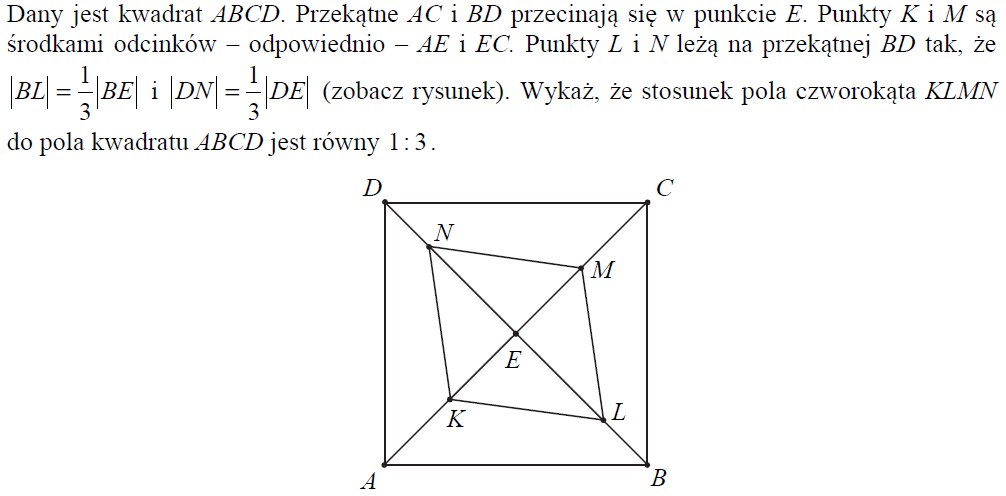 Dany jest kwadrat ABCD. Przekątne AC i BD przecinają się w punkcie E. Punkty K i M są
środkami odcinków – odpowiednio – AE i EC. Punkty L i N leżą na przekątnej BD tak, że
|BL| = 1/3 |BE| i |DN| = 1/3 |DE| (zobacz rysunek). Wykaż, że stosunek pola czworokąta KLMN
do pola kwadratu ABCD jest równy 1 : 3 .
D
C
N
M
E
K
L
A
B